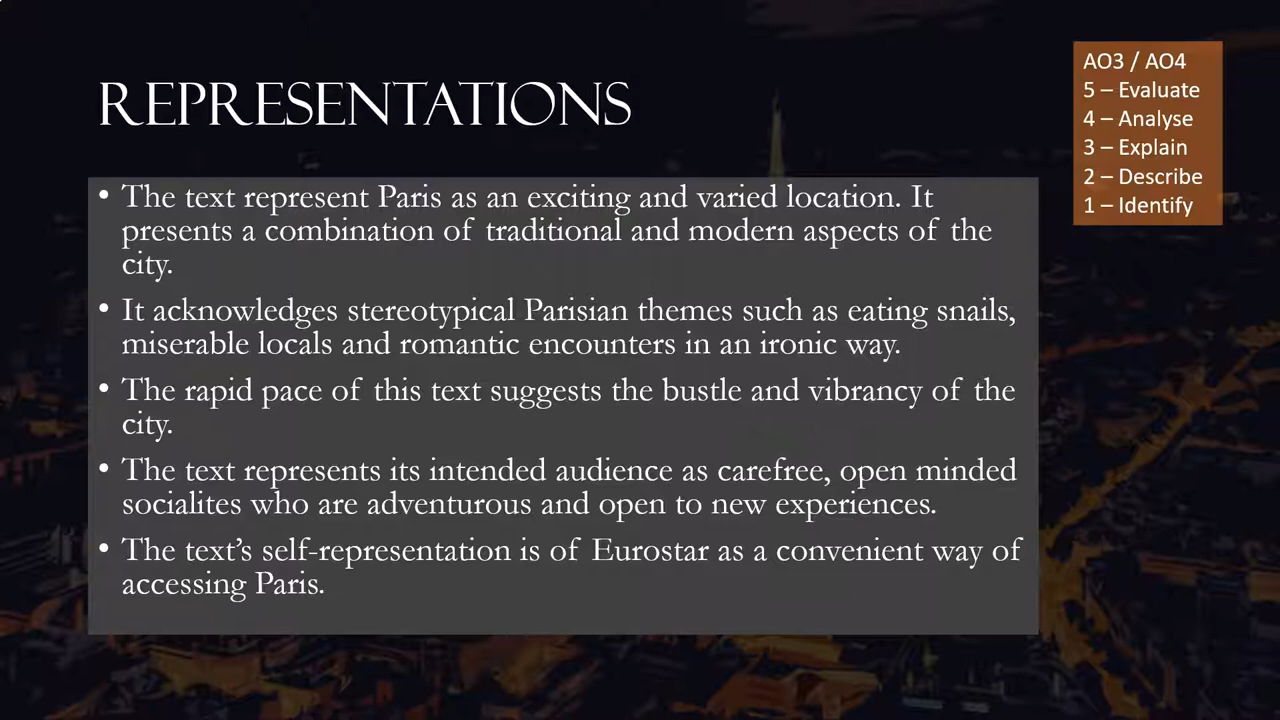 REPRESENTATIONS
• The text represent Paris as an exciting and varied location. It
presents a combination of traditional and modern aspects of the
city.
• It acknowledges stereotypical Parisian themes such as eating snails,
miserable locals and romantic encounters in an ironic way.
• The rapid pace of this text suggests the bustle and vibrancy of the
city.
• The text represents its intended audience as carefree, open minded
socialites who are adventurous and open to new experiences.
• The text’s self-representation is of Eurostar as a convenient way of
accessing Paris.
AO3 / AO4
5 – Evaluate
4 – Analyse
3 – Explain
2 – Describe
1 – Identify